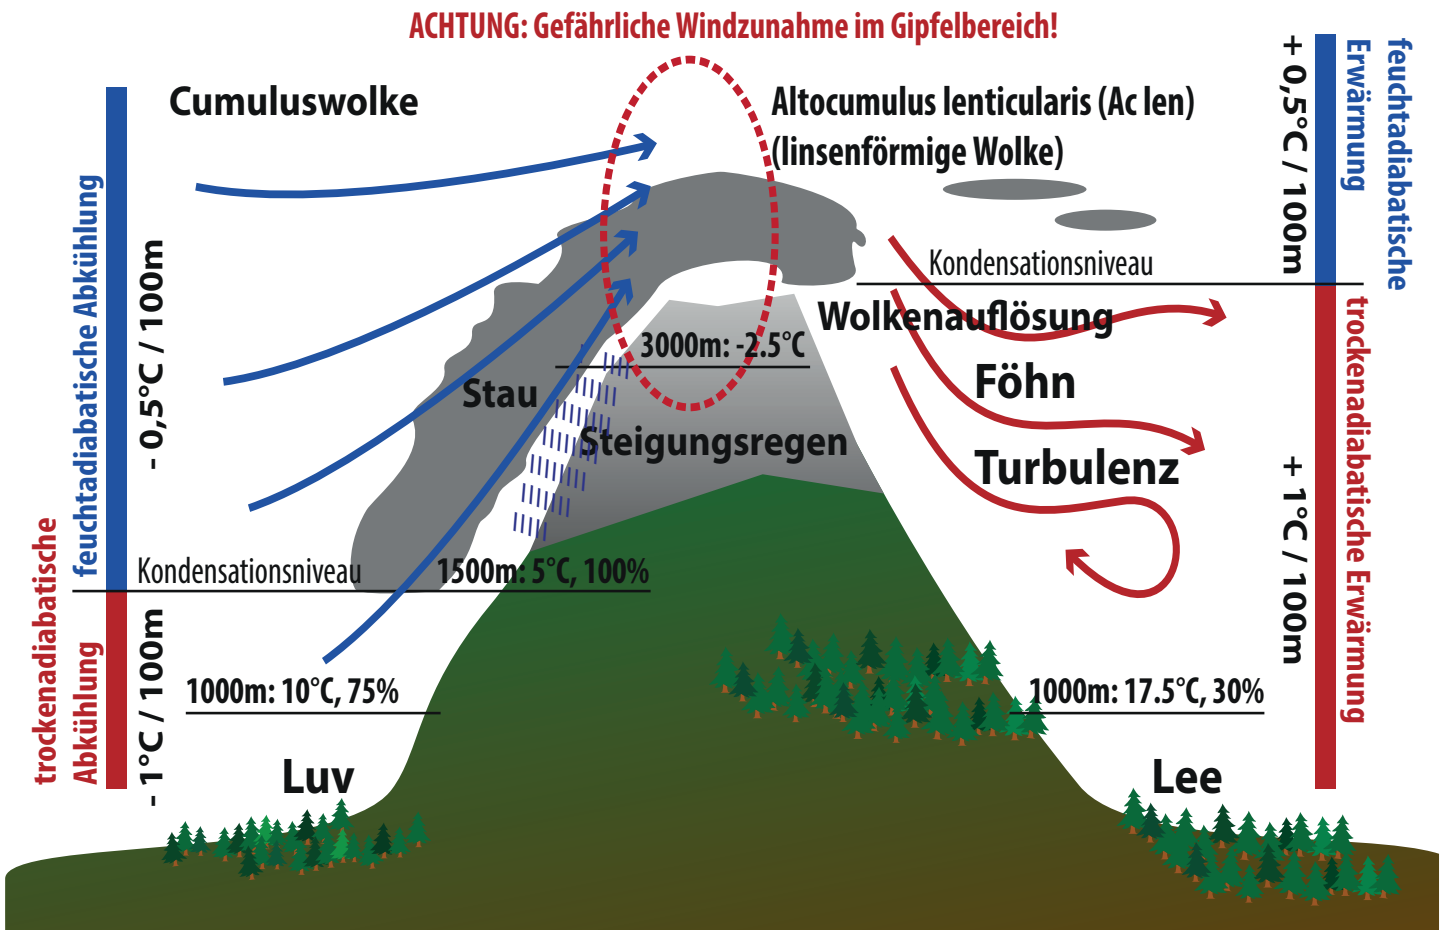 ACHTUNG: Gefährliche Windzunahme im Gipfelbereich!
Cumuluswolke
Altocumulus lenticularis (Ac len)
(linsenförmige Wolke)
feuchtadiabatische Abkühlung
- 0,5°C / 100m
trockenadiabatische
Abkühlung
- 1°C / 100m
Kondensationsniveau
1500m: 5°C, 100%
1000m: 10°C, 75%
Luv
Stau
3000m: -2.5°C
Steigungsregen
Kondensationsniveau
Wolkenauflösung
Föhn
Turbulenz
1000m: 17.5°C, 30%
Lee
+ 0,5°C / 100m
feuchtadiabatische
Erwärmung
+ 1°C / 100m
trockenadiabatische Erwärmung